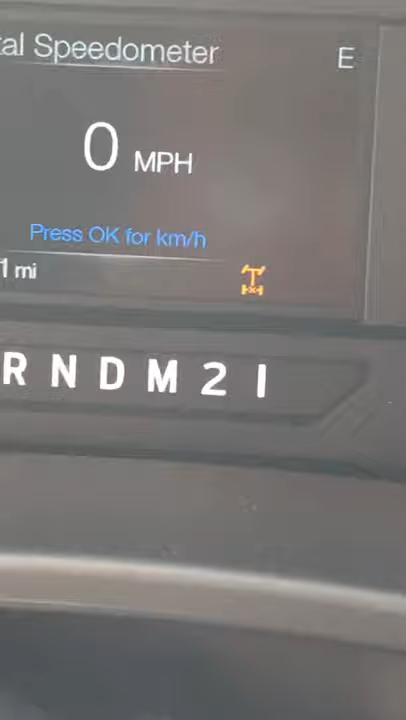 tal Speedometer
E
0 MPH
Press OK for km/h
1 mi
R N D M 2 1